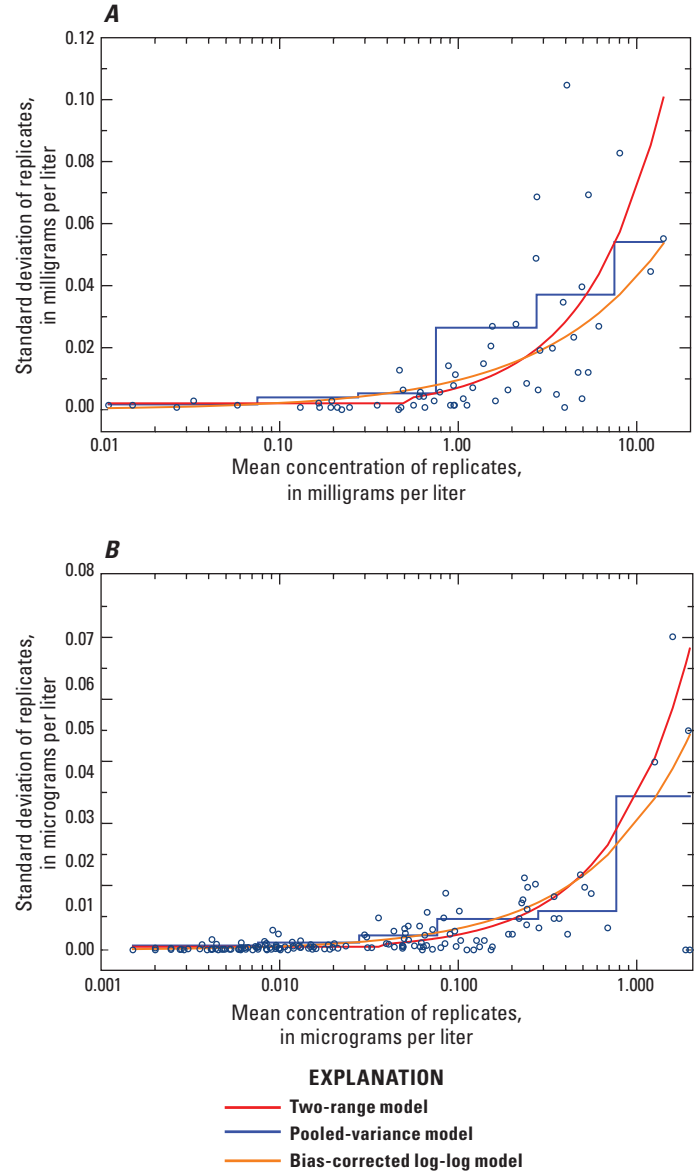 A
0.12
0.10
0.08
0.06
0.04
0.02
0.00
Standard deviation of replicates,
in milligrams per liter
0.01
0.10
1.00
10.00
Mean concentration of replicates,
in milligrams per liter
B
0.08
0.07
0.05
0.04
0.03
0.02
0.01
0.00
Standard deviation of replicates,
in micrograms per liter
0.001
0.010
0.100
1.000
Mean concentration of replicates,
in micrograms per liter
EXPLANATION
Two-range model
Pooled-variance model
Bias-corrected log-log model